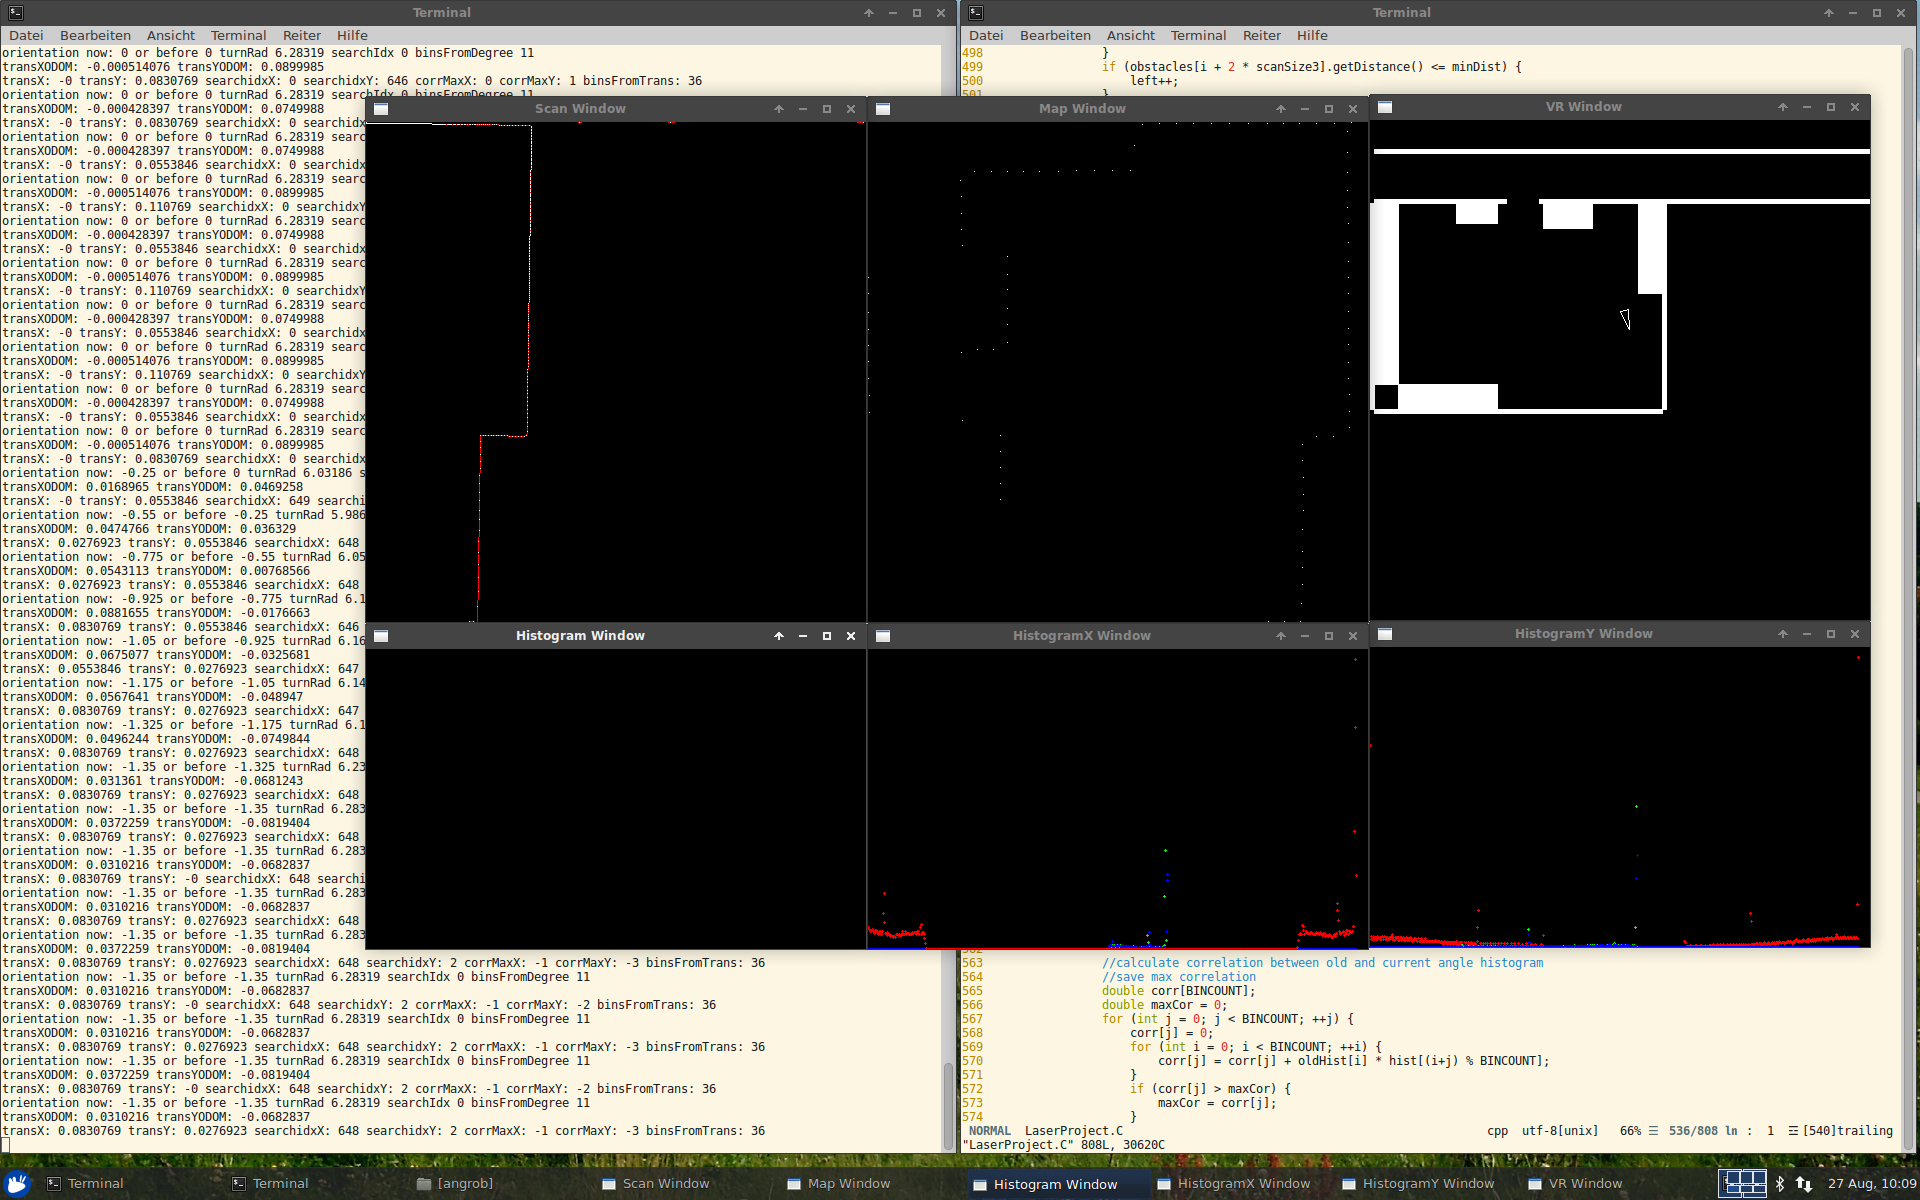 Terminal
Datei Bearbeiten Ansicht Terminal Reiter Hilfe
orientation now: 0 or before 0 turnRad 6.28319 searchIdx 0 binsFromDegree 11
transXODOM: -0.000514076 transYODOM: 0.0899985
transX: -0 transY: 0.0830769 searchidxX: 0 searchidxY: 646 corrMaxX: 0 corrMaxY: 1 binsFromTrans: 36
orientation now: 0 or before 0 turnRad 6.28319 searchIdx 0 binsFromDegree 11
transXODOM: -0.000428397 transYODOM: 0.0749988
transX: -0 transY: 0.0830769 searchidxX: 0 searchidx
orientation now: 0 or before 0 turnRad 6.28319 searc
transXODOM: -0.000428397 transYODOM: 0.0749988
transX: -0 transY: 0.0553846 searchidxX: 0 searchidx
orientation now: 0 or before 0 turnRad 6.28319 searc
transXODOM: -0.000514076 transYODOM: 0.0899985
transX: -0 transY: 0.110769 searchidxX: 0 searchidxY
orientation now: 0 or before 0 turnRad 6.28319 searc
transXODOM: -0.000428397 transYODOM: 0.0749988
transX: -0 transY: 0.0553846 searchidxX: 0 searchidx
orientation now: 0 or before 0 turnRad 6.28319 searc
transXODOM: -0.000514076 transYODOM: 0.0899985
transX: -0 transY: 0.110769 searchidxX: 0 searchidxY
orientation now: 0 or before 0 turnRad 6.28319 searc
transXODOM: -0.000428397 transYODOM: 0.0749988
transX: -0 transY: 0.0553846 searchidxX: 0 searchidx
orientation now: 0 or before 0 turnRad 6.28319 searc
transXODOM: -0.000514076 transYODOM: 0.0899985
transX: -0 transY: 0.110769 searchidxX: 0 searchidxY
orientation now: 0 or before 0 turnRad 6.28319 searc
transXODOM: -0.000428397 transYODOM: 0.0749988
transX: -0 transY: 0.0553846 searchidxX: 0 searchidx
orientation now: 0 or before 0 turnRad 6.28319 searc
transXODOM: -0.000514076 transYODOM: 0.0899985
transX: -0 transY: 0.0830769 searchidxX: 0 searchidx
orientation now: -0.25 or before 0 turnRad 6.03186 s
transXODOM: 0.0168965 transYODOM: 0.0469258
transX: -0 transY: 0.0553846 searchidxX: 649 searchi
orientation now: -0.55 or before -0.25 turnRad 5.986
transXODOM: 0.0474766 transYODOM: 0.036329
transX: 0.0276923 transY: 0.0553846 searchidxX: 648
orientation now: -0.775 or before -0.55 turnRad 6.05
transXODOM: 0.0543113 transYODOM: 0.00768566
transX: 0.0276923 transY: 0.0553846 searchidxX: 648
orientation now: -0.925 or before -0.775 turnRad 6.1
transXODOM: 0.0881655 transYODOM: -0.0176663
transX: 0.0830769 transY: 0.0553846 searchidxX: 646
orientation now: -1.05 or before -0.925 turnRad 6.16
transXODOM: 0.0675077 transYODOM: -0.0325681
transX: 0.0553846 transY: 0.0276923 searchidxX: 647
orientation now: -1.175 or before -1.05 turnRad 6.14
transXODOM: 0.0567641 transYODOM: -0.048947
transX: 0.0830769 transY: 0.0276923 searchidxX: 647
orientation now: -1.325 or before -1.175 turnRad 6.1
transXODOM: 0.0496244 transYODOM: -0.0749844
transX: 0.0830769 transY: 0.0276923 searchidxX: 648
orientation now: -1.35 or before -1.325 turnRad 6.23
transXODOM: 0.031361 transYODOM: -0.0681243
transX: 0.0830769 transY: 0.0276923 searchidxX: 648
orientation now: -1.35 or before -1.35 turnRad 6.283
transXODOM: 0.0372259 transYODOM: -0.0819404
transX: 0.0830769 transY: 0.0276923 searchidxX: 648
orientation now: -1.35 or before -1.35 turnRad 6.283
transXODOM: 0.0310216 transYODOM: -0.0682837
transX: 0.0830769 transY: -0 searchidxX: 648 searchi
orientation now: -1.35 or before -1.35 turnRad 6.283
transXODOM: 0.0310216 transYODOM: -0.0682837
transX: 0.0830769 transY: 0.0276923 searchidxX: 648
orientation now: -1.35 or before -1.35 turnRad 6.283
transXODOM: 0.0372259 transYODOM: -0.0819404
transX: 0.0830769 transY: 0.0276923 searchidxX: 648 searchidxY: 2 corrMaxX: -1 corrMaxY: -3 binsFromTrans: 36
orientation now: -1.35 or before -1.35 turnRad 6.28319 searchIdx 0 binsFromDegree 11
transXODOM: 0.0310216 transYODOM: -0.0682837
transX: 0.0830769 transY: -0 searchidxX: 648 searchidxY: 2 corrMaxX: -1 corrMaxY: -2 binsFromTrans: 36
orientation now: -1.35 or before -1.35 turnRad 6.28319 searchIdx 0 binsFromDegree 11
transXODOM: 0.0310216 transYODOM: -0.0682837
transX: 0.0830769 transY: 0.0276923 searchidxX: 648 searchidxY: 2 corrMaxX: -1 corrMaxY: -3 binsFromTrans: 36
orientation now: -1.35 or before -1.35 turnRad 6.28319 searchIdx 0 binsFromDegree 11
transXODOM: 0.0372259 transYODOM: -0.0819404
transX: 0.0830769 transY: -0 searchidxX: 648 searchidxY: 2 corrMaxX: -1 corrMaxY: -2 binsFromTrans: 36
orientation now: -1.35 or before -1.35 turnRad 6.28319 searchIdx 0 binsFromDegree 11
transXODOM: 0.0310216 transYODOM: -0.0682837
transX: 0.0830769 transY: 0.0276923 searchidxX: 648 searchidxY: 2 corrMaxX: -1 corrMaxY: -3 binsFromTrans: 36
Terminal
Datei Bearbeiten Ansicht Terminal Reiter Hilfe
498 }
499 if (obstacles[i + 2 * scanSize3].getDistance() <= minDist) {
500 left++;
501 }
Scan Window
Map Window
VR Window
Histogram Window
HistogramX Window
HistogramY Window
563 //calculate correlation between old and current angle histogram
564 //save max correlation
565 double corr[BINCOUNT];
566 double maxCor = 0;
567 for (int j = 0; j < BINCOUNT; ++j) {
568 corr[j] = 0;
569 for (int i = 0; i < BINCOUNT; ++i) {
570 corr[j] = corr[j] + oldHist[i] * hist[(i+j) % BINCOUNT];
571 }
572 if (corr[j] > maxCor) {
573 maxCor = corr[j];
574 }
NORMAL LaserProject.C cpp utf-8[unix] 66% ☰ 536/808 ln : 1 ☲ [540]trailing
"LaserProject.C" 808L, 30620C
Terminal Terminal [angrob] Scan Window Map Window Histogram Window HistogramX Window HistogramY Window VR Window 27 Aug, 10:09